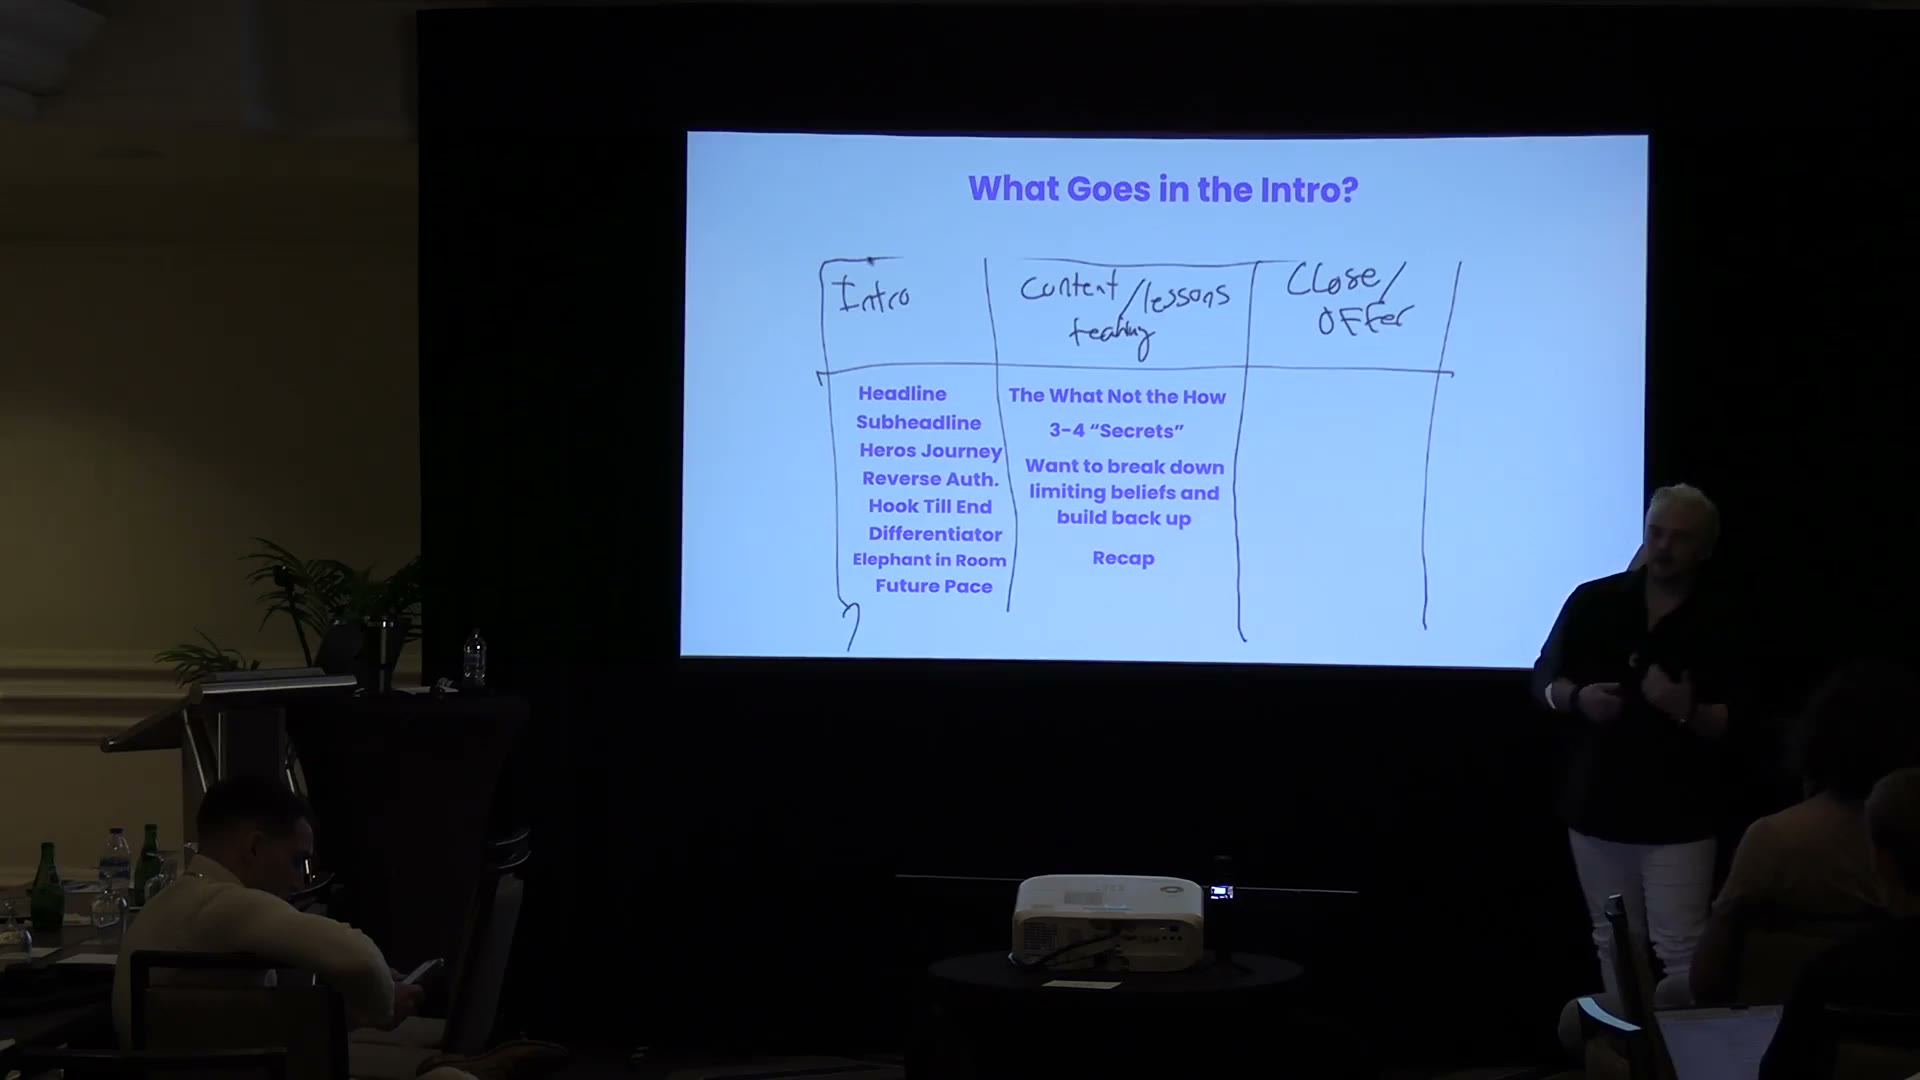 What Goes in the Intro?
Intro
Content/lessons
teaching
Close/
OFFer
Headline
Subheadline
Heros Journey
Reverse Auth.
Hook Till End
Differentiator
Elephant in Room
Future Pace
The What Not the How
3-4 “Secrets”
Want to break down
limiting beliefs and
build back up
Recap